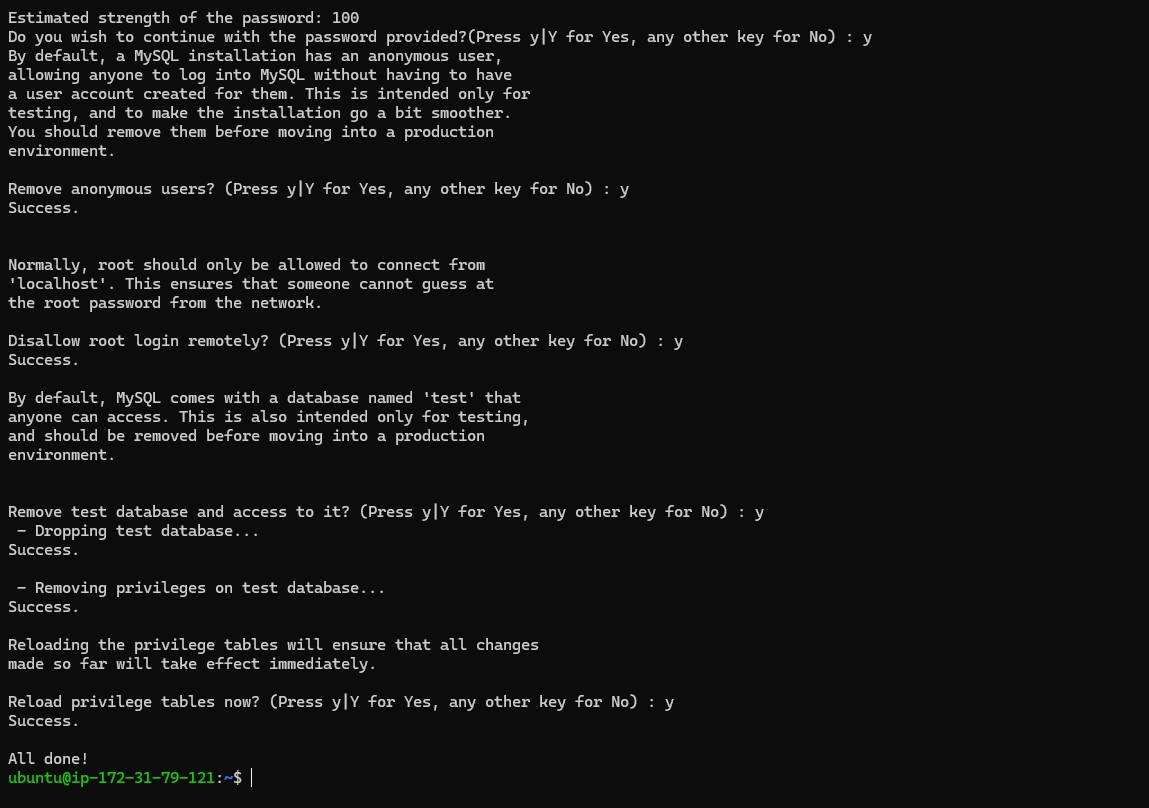 Estimated strength of the password: 100
Do you wish to continue with the password provided?(Press y|Y for Yes, any other key for No) : y
By default, a MySQL installation has an anonymous user,
allowing anyone to log into MySQL without having to have
a user account created for them. This is intended only for
testing, and to make the installation go a bit smoother.
You should remove them before moving into a production
environment.
Remove anonymous users? (Press y|Y for Yes, any other key for No) : y
Success.
Normally, root should only be allowed to connect from
'localhost'. This ensures that someone cannot guess at
the root password from the network.
Disallow root login remotely? (Press y|Y for Yes, any other key for No) : y
Success.
By default, MySQL comes with a database named 'test' that
anyone can access. This is also intended only for testing,
and should be removed before moving into a production
environment.
Remove test database and access to it? (Press y|Y for Yes, any other key for No) : y
 - Dropping test database...
Success.
 - Removing privileges on test database...
Success.
Reloading the privilege tables will ensure that all changes
made so far will take effect immediately.
Reload privilege tables now? (Press y|Y for Yes, any other key for No) : y
Success.
All done!
ubuntu@ip-172-31-79-121:~$